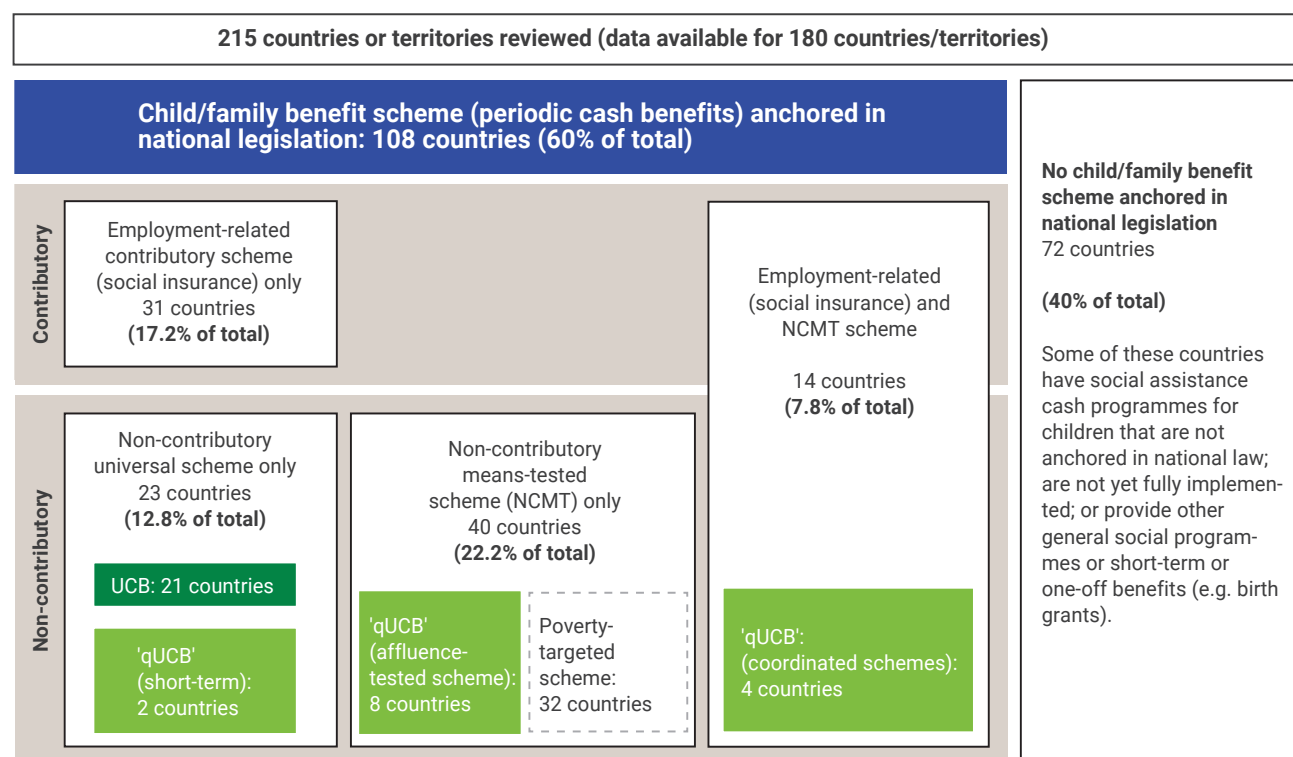 215 countries or territories reviewed (data available for 180 countries/territories)
Child/family benefit scheme (periodic cash benefits) anchored in
national legislation: 108 countries (60% of total)
Contributory
Employment-related
contributory scheme
(social insurance) only
31 countries
(17.2% of total)
Employment-related
(social insurance) and
NCMT scheme
14 countries
(7.8% of total)
'qUCB':
(coordinated schemes):
4 countries
Non-contributory
Non-contributory
universal scheme only
23 countries
(12.8% of total)
UCB: 21 countries
'qUCB'
(short-term):
2 countries
Non-contributory
means-tested
scheme (NCMT) only
40 countries
(22.2% of total)
'qUCB'
(affluence-
tested scheme):
8 countries
Poverty-
targeted
scheme:
32 countries
No child/family benefit
scheme anchored in
national legislation
72 countries
(40% of total)
Some of these countries
have social assistance
cash programmes for
children that are not
anchored in national law;
are not yet fully implemen-
ted; or provide other
general social program-
mes or short-term or
one-off benefits (e.g. birth
grants).